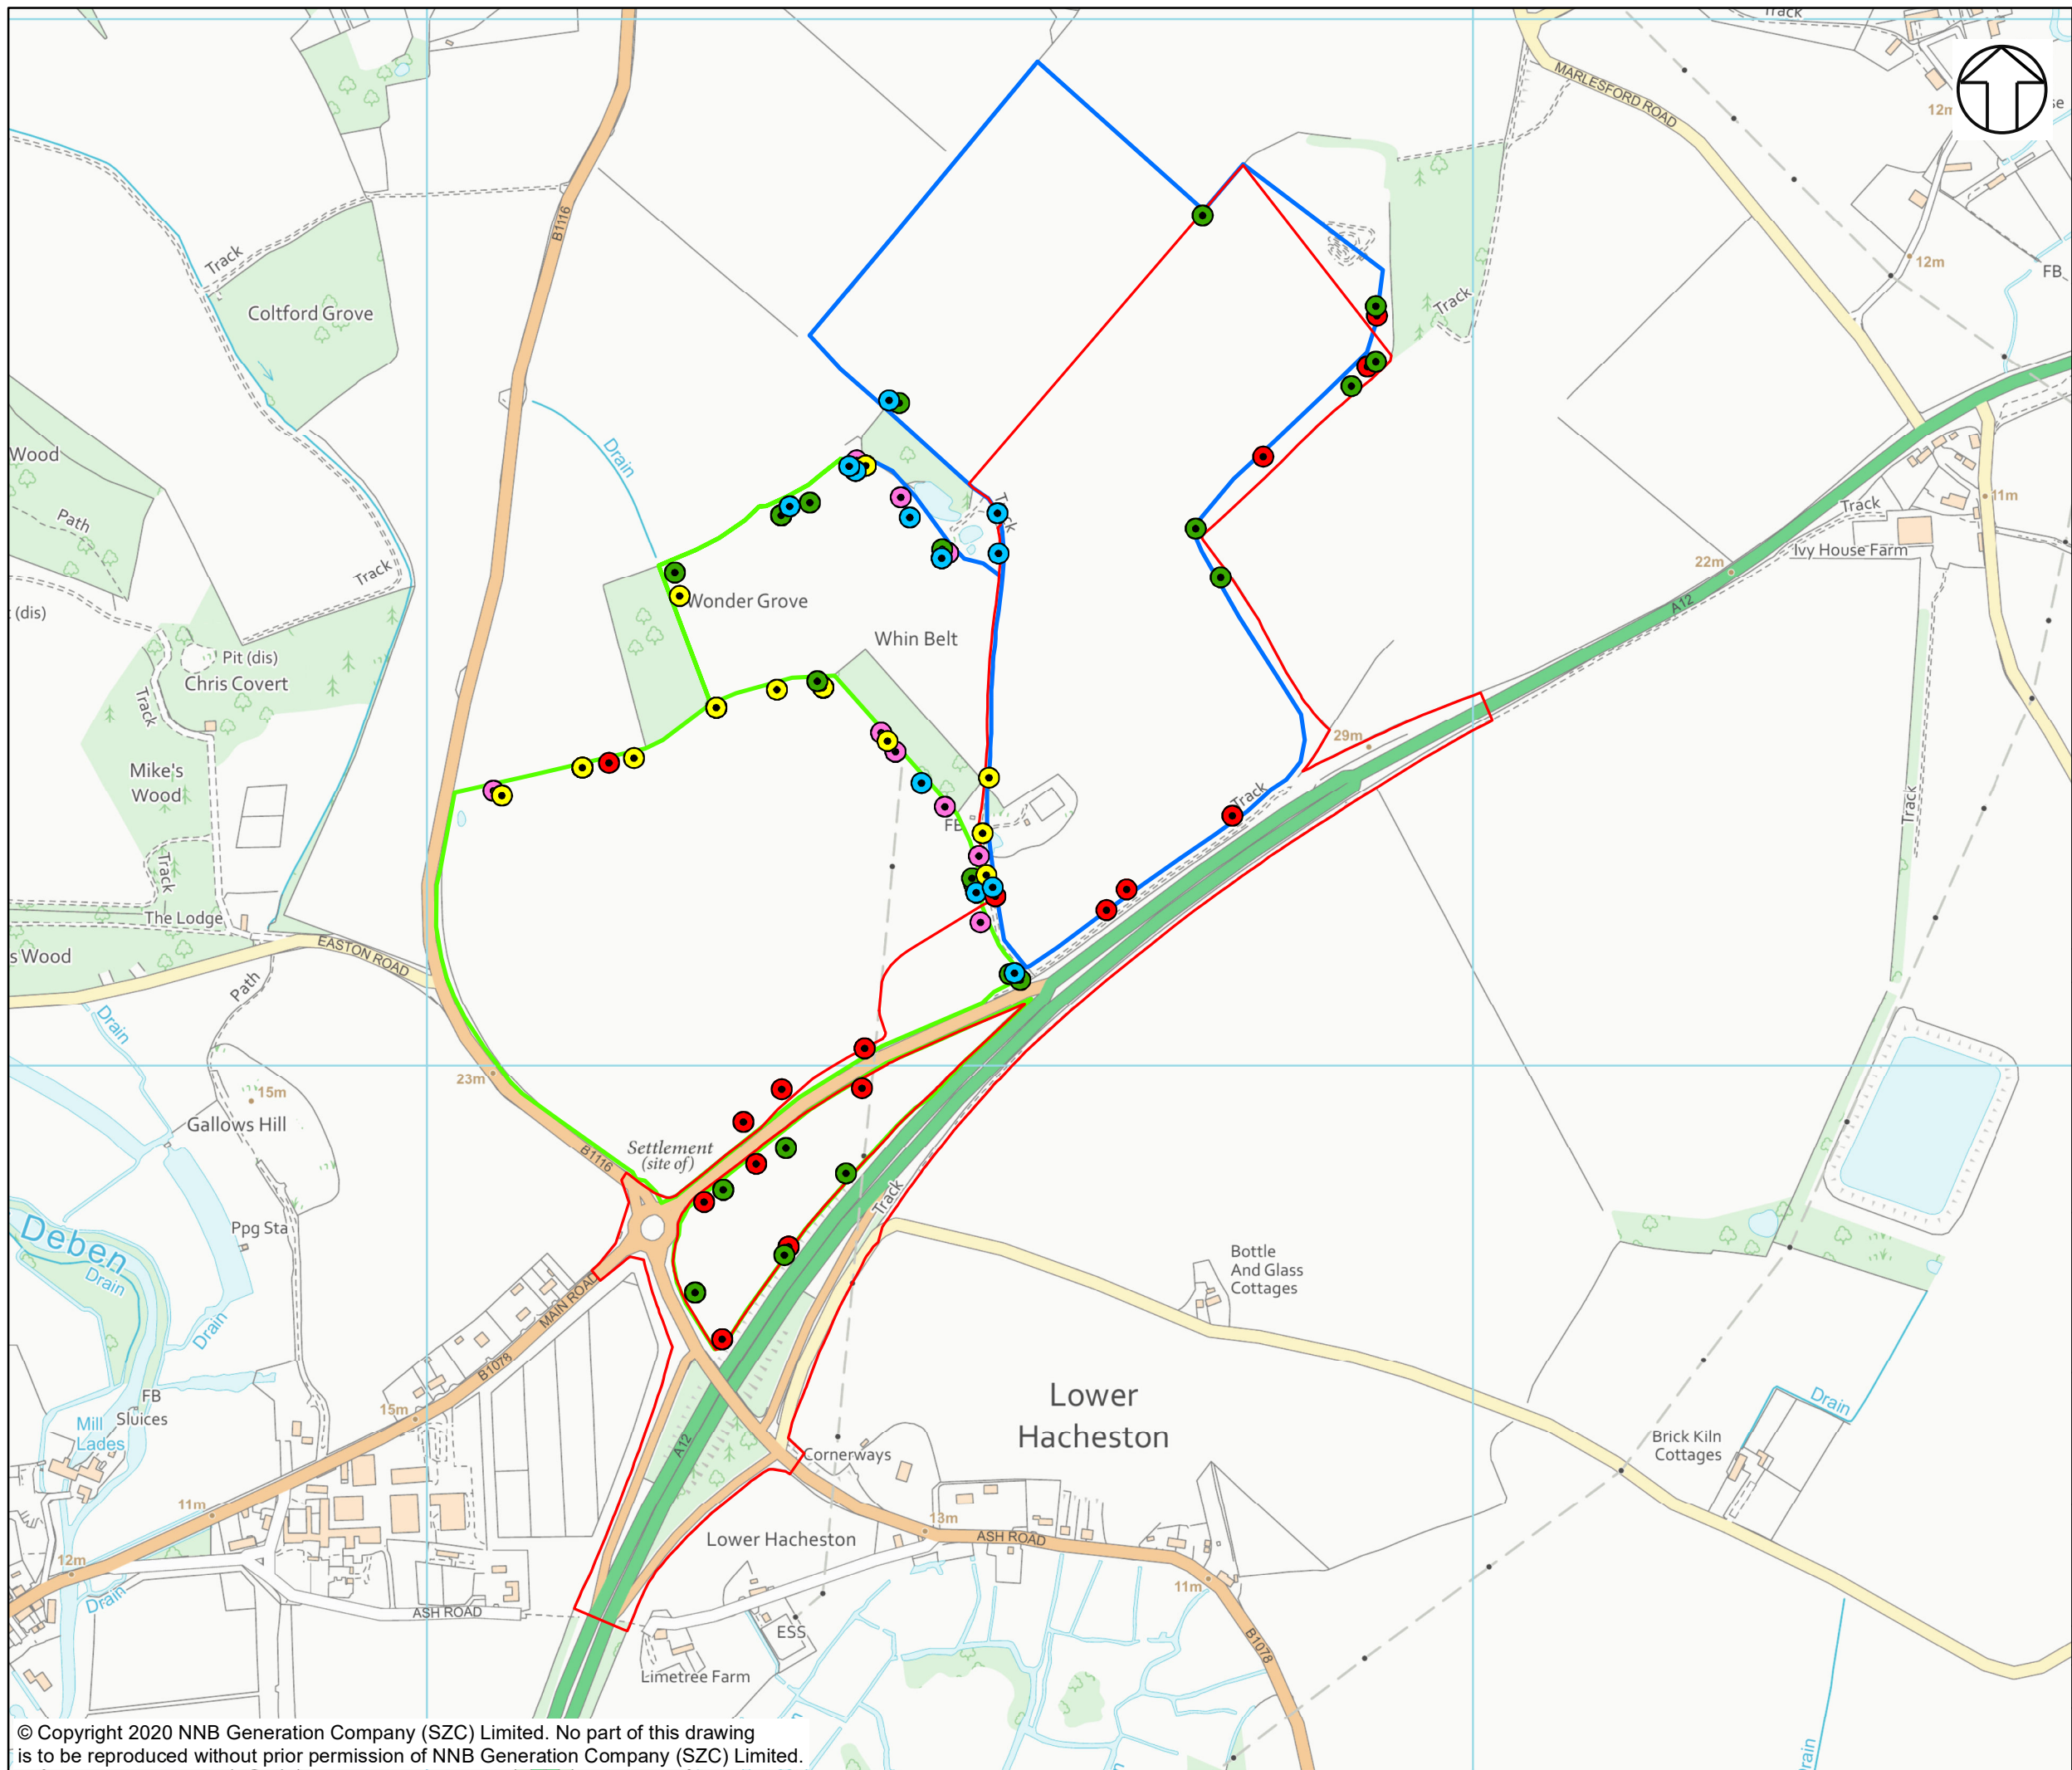 Track
MARLESFORD ROAD
12m
B1116
Track
12m
FB
Coltford Grove
Track
Drain
Wood
Track
Path
11m
Track
Ivy House Farm
22m
A12
Track
Wonder Grove
(dis)
Whin Belt
Pit (dis)
Chris Covert
Track
29m
Mike's
Wood
Track
Track
FB
Track
The Lodge
EASTON ROAD
s Wood
Path
Drain
23m
15m
Gallows Hill
Settlement
(site of)
B1116
Track
Deben
Drain
Ppg Sta
Bottle
And Glass
Cottages
MAIN ROAD
Drain
B1078
FB
Sluices
15m
Mill
Lades
Lower
Hacheston
Drain
Brick Kiln
Cottages
A12
Cornerways
11m
13m
Lower Hacheston
ASH ROAD
12m
Drain
11m
ASH ROAD
ESS
B1078
Limetree Farm
© Copyright 2020 NNB Generation Company (SZC) Limited. No part of this drawing
is to be reproduced without prior permission of NNB Generation Company (SZC) Limited.